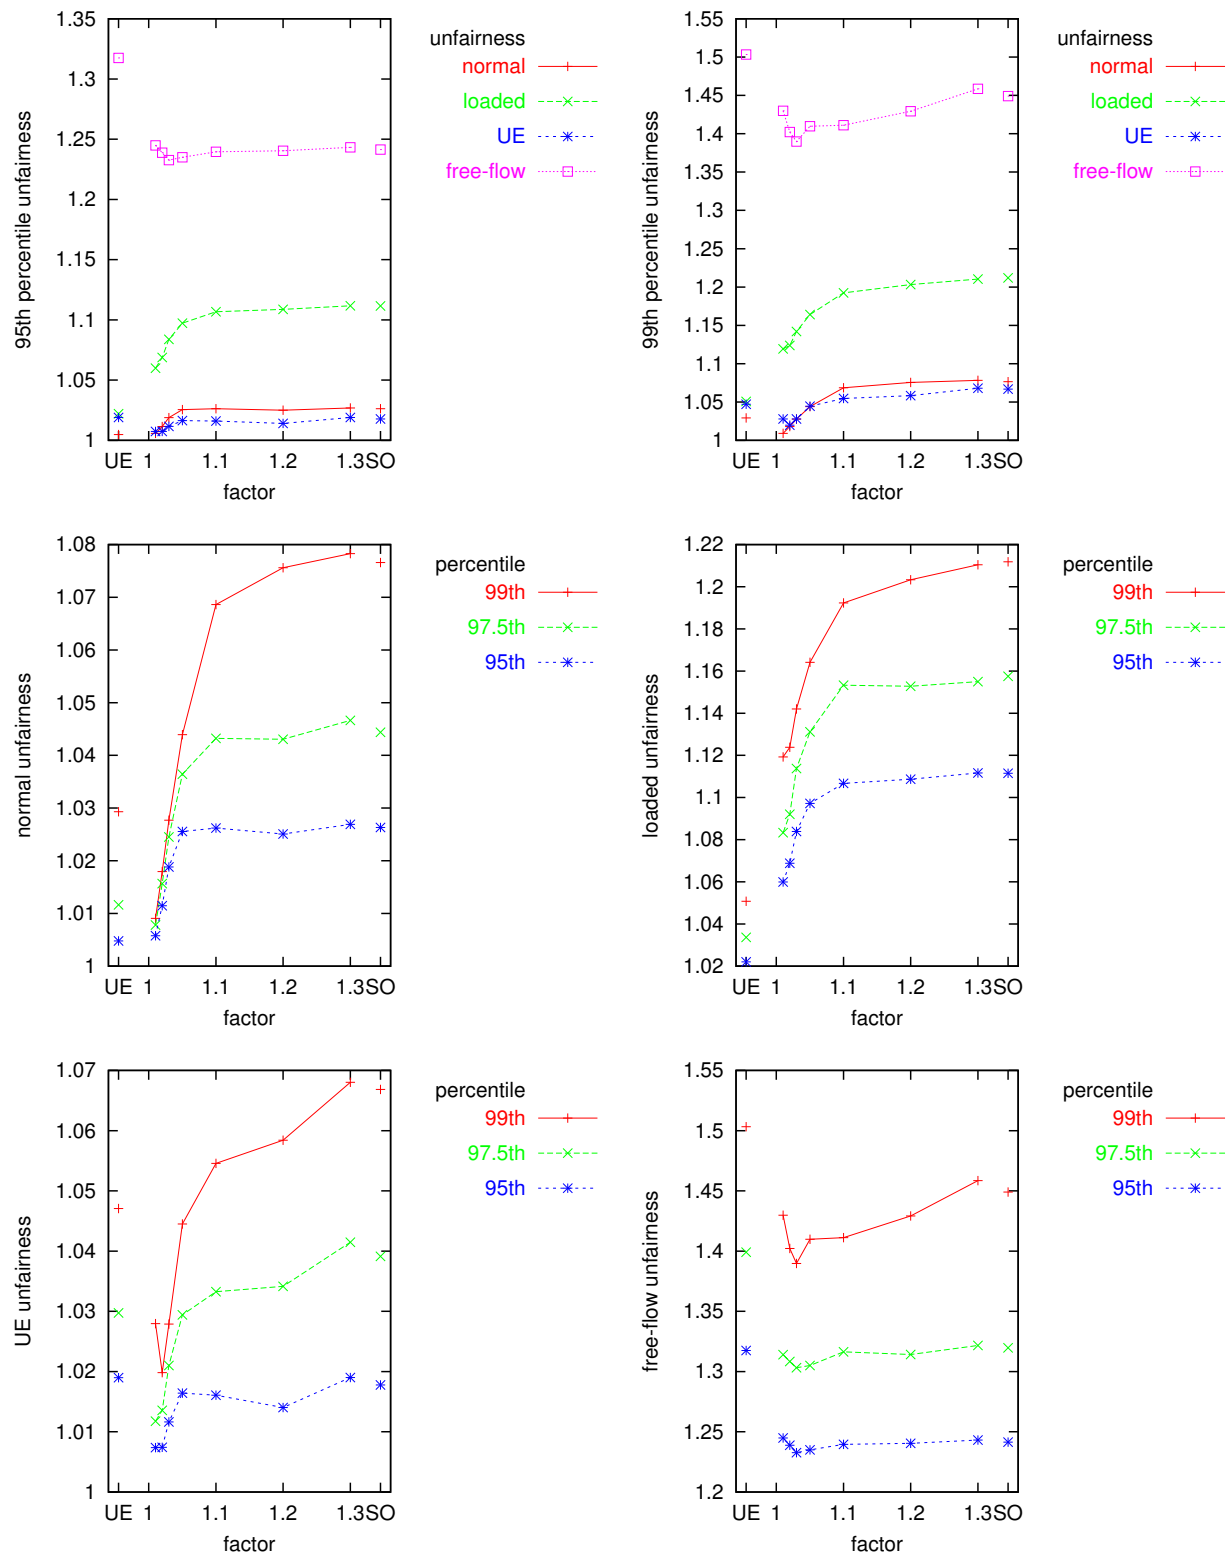 95th percentile unfairness
1.35
1.3
1.25
1.2
1.15
1.1
1.05
1
UE 1 1.1 1.2 1.3SO
factor
unfairness
normal
loaded
UE
free-flow
99th percentile unfairness
1.55
1.5
1.45
1.4
1.35
1.3
1.25
1.2
1.15
1.1
1.05
1
UE 1 1.1 1.2 1.3SO
factor
unfairness
normal
loaded
UE
free-flow
normal unfairness
1.08
1.07
1.06
1.05
1.04
1.03
1.02
1.01
1
UE 1 1.1 1.2 1.3SO
factor
percentile
99th
97.5th
95th
loaded unfairness
1.22
1.2
1.18
1.16
1.14
1.12
1.1
1.08
1.06
1.04
1.02
UE 1 1.1 1.2 1.3SO
factor
percentile
99th
97.5th
95th
UE unfairness
1.07
1.06
1.05
1.04
1.03
1.02
1.01
1
UE 1 1.1 1.2 1.3SO
factor
percentile
99th
97.5th
95th
free-flow unfairness
1.55
1.5
1.45
1.4
1.35
1.3
1.25
1.2
UE 1 1.1 1.2 1.3SO
factor
percentile
99th
97.5th
95th